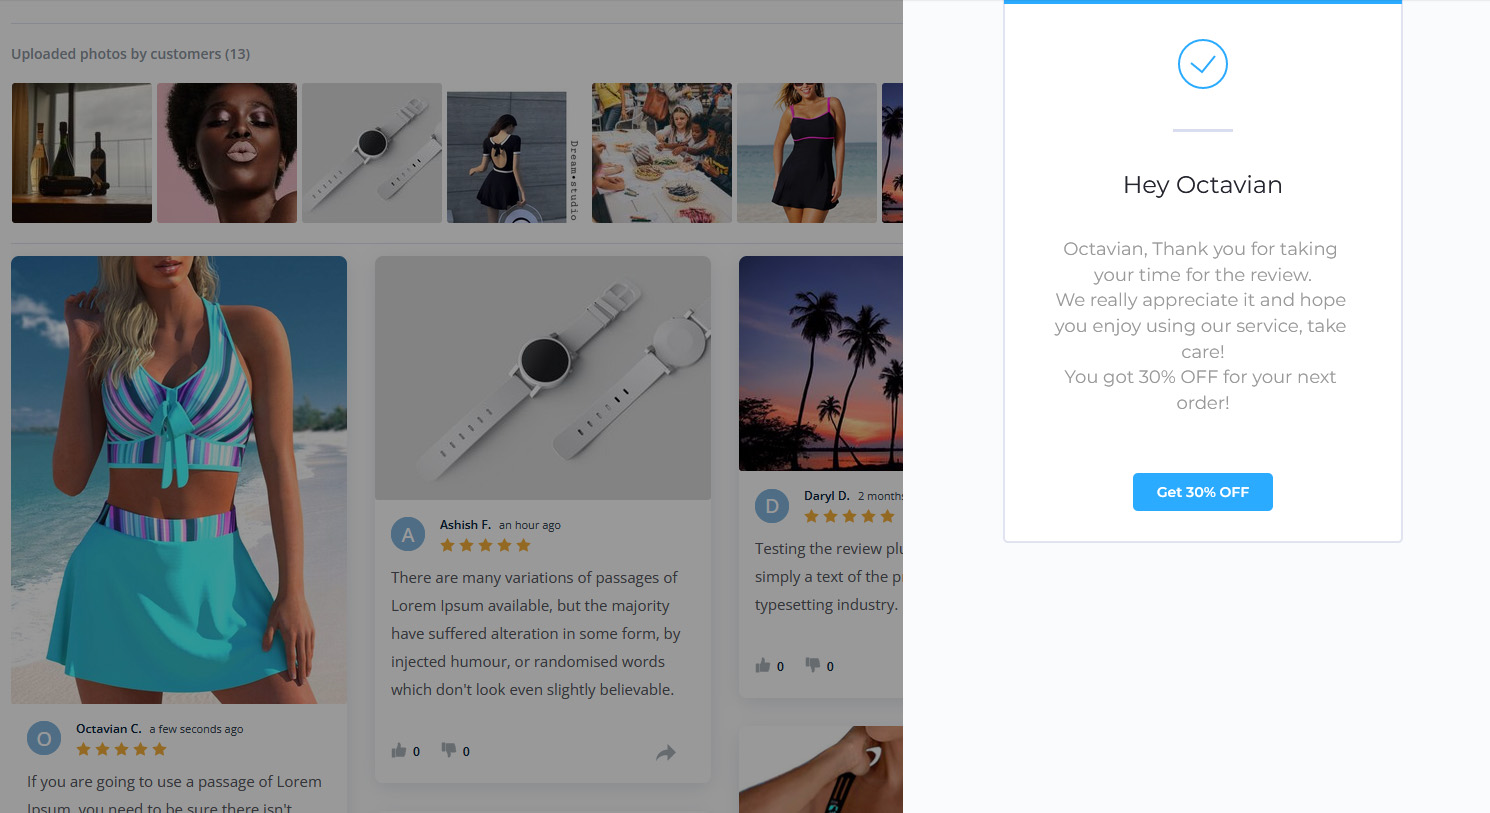 Uploaded photos by customers (13)
Dream•studio
Octavian C. a few seconds ago
If you are going to use a passage of Lorem
Ipsum, you need to be sure there isn't
A
Ashish F. an hour ago
There are many variations of passages of
Lorem Ipsum available, but the majority
have suffered alteration in some form, by
injected humour, or randomised words
which don't look even slightly believable.
0 0
D
Daryl D. 2 months
Testing the review plu
simply a text of the p
typesetting industry.
0 0
O
Hey Octavian
Octavian, Thank you for taking
your time for the review.
We really appreciate it and hope
you enjoy using our service, take
care!
You got 30% OFF for your next
order!
Get 30% OFF